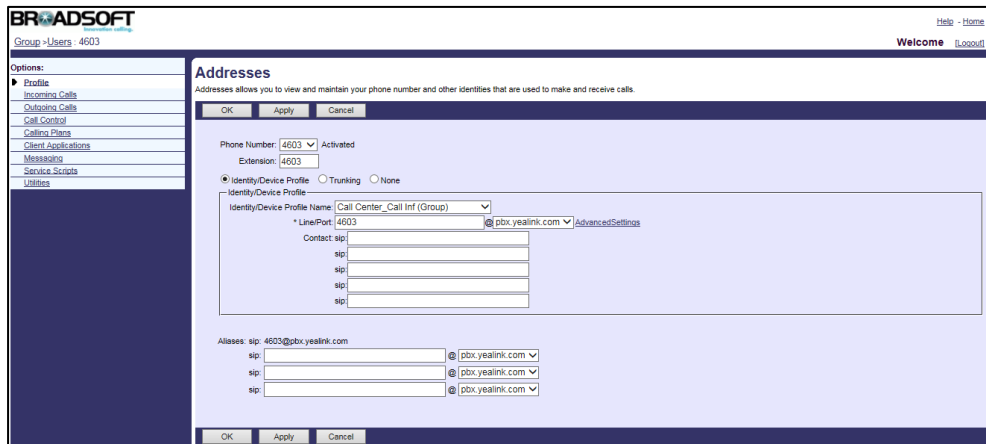 BROADSOFT
Innovation calling.
Help - Home
Group >Users : 4603
Welcome [Logout]
Options:
Profile
Incoming Calls
Outgoing Calls
Call Control
Calling Plans
Client Applications
Messaging
Service Scripts
Utilities
Addresses
Addresses allows you to view and maintain your phone number and other identities that are used to make and receive calls.
OK Apply Cancel
Phone Number: 4603 Activated
Extension: 4603
Identity/Device Profile Trunking None
Identity/Device Profile
Identity/Device Profile Name: Call Center_Call Inf (Group)
* Line/Port: 4603 @ pbx.yealink.com AdvancedSettings
Contact: sip:
sip:
sip:
sip:
sip:
Aliases: sip: 4603@pbx.yealink.com
sip: @ pbx.yealink.com
sip: @ pbx.yealink.com
sip: @ pbx.yealink.com
OK Apply Cancel